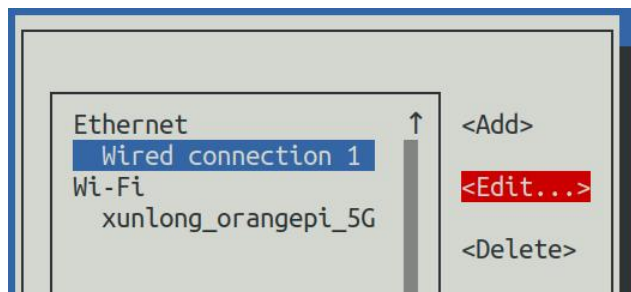 Ethernet ↑
Wired connection 1
Wi-Fi
xunlong_orangepi_5G
<Add>
<Edit...>
<Delete>